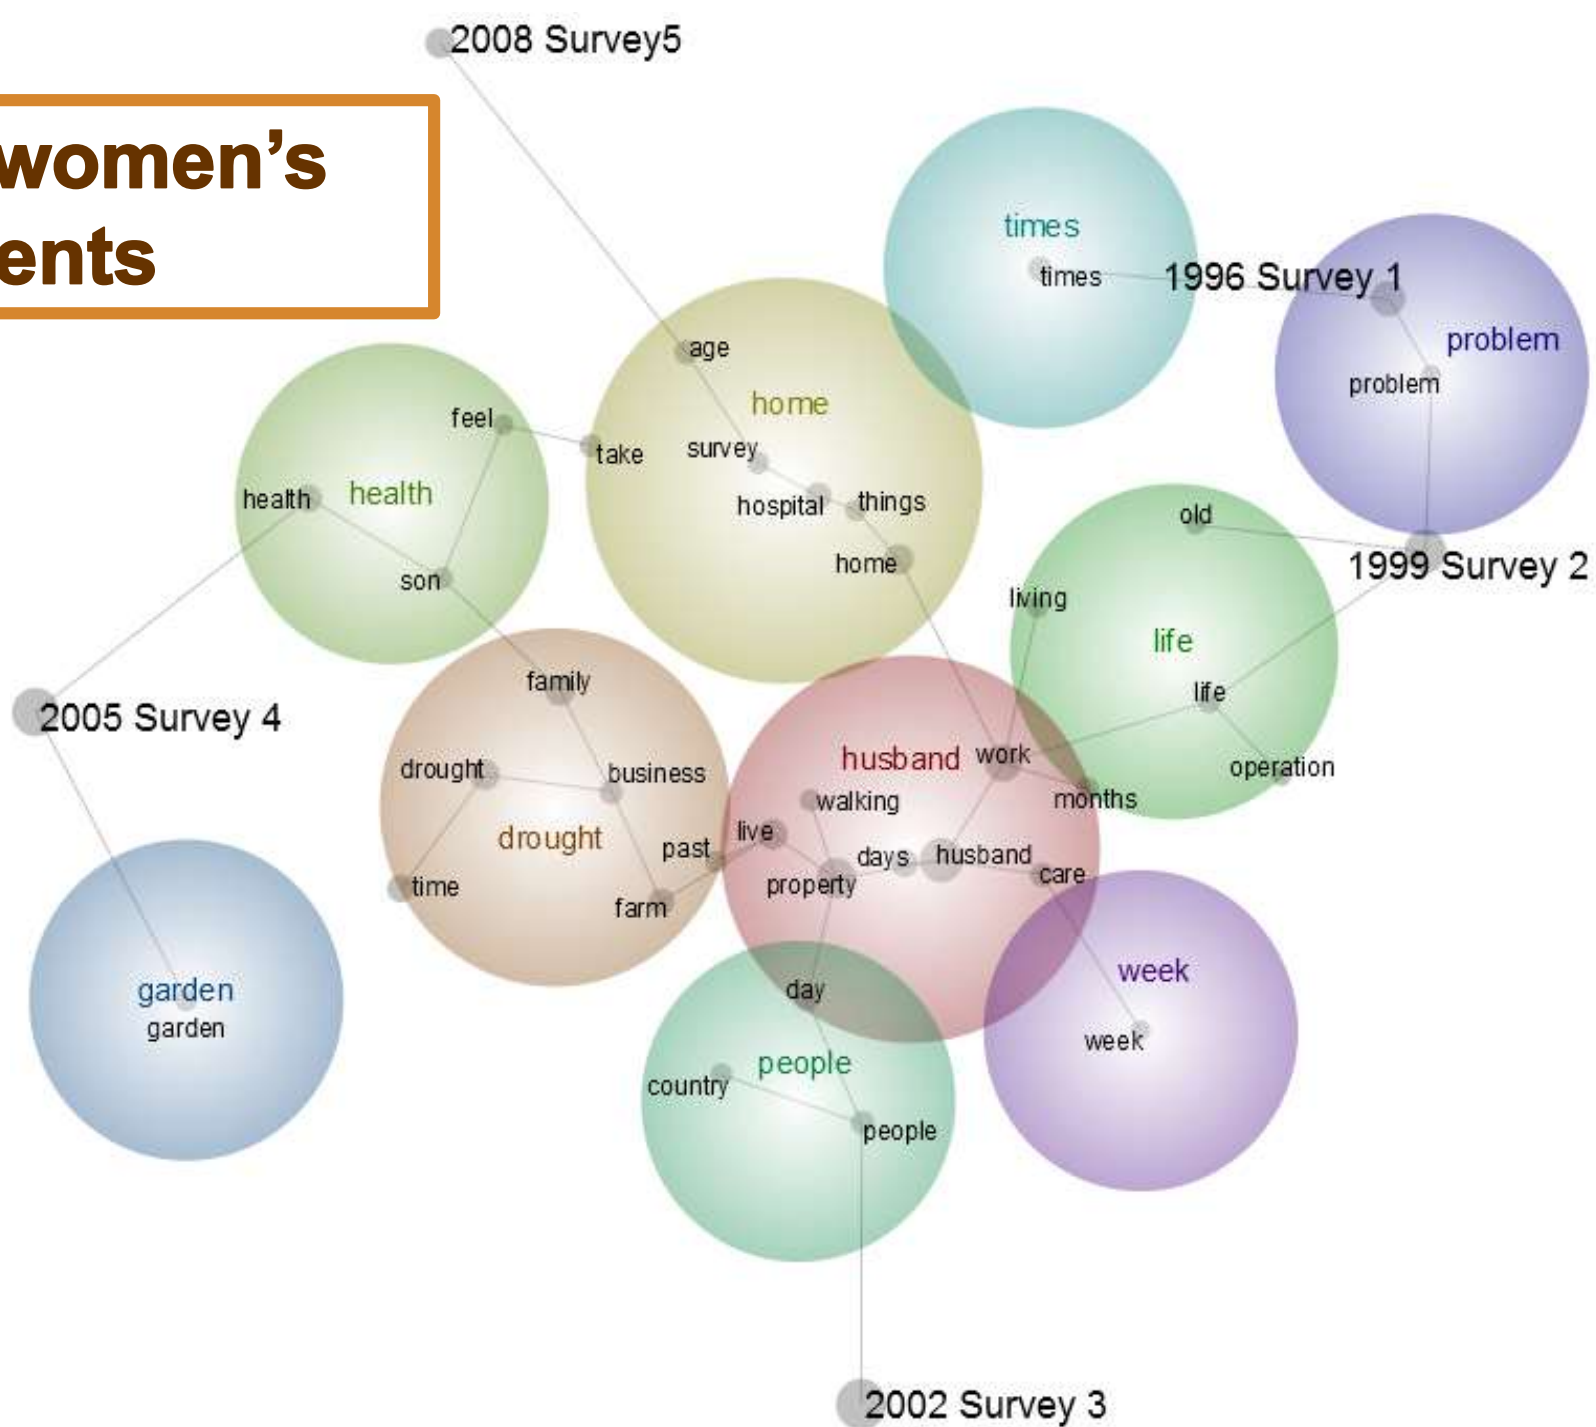 2008 Survey5
women's
ents
times
times
1996 Survey 1
problem
problem
age
home
feel
take
survey
health
health
hospital
things
old
home
1999 Survey 2
son
living
life
family
life
2005 Survey 4
husband
work
drought
business
operation
walking
months
drought
live
past
days
husband
time
property
care
farm
week
garden
day
garden
week
people
country
people
2002 Survey 3